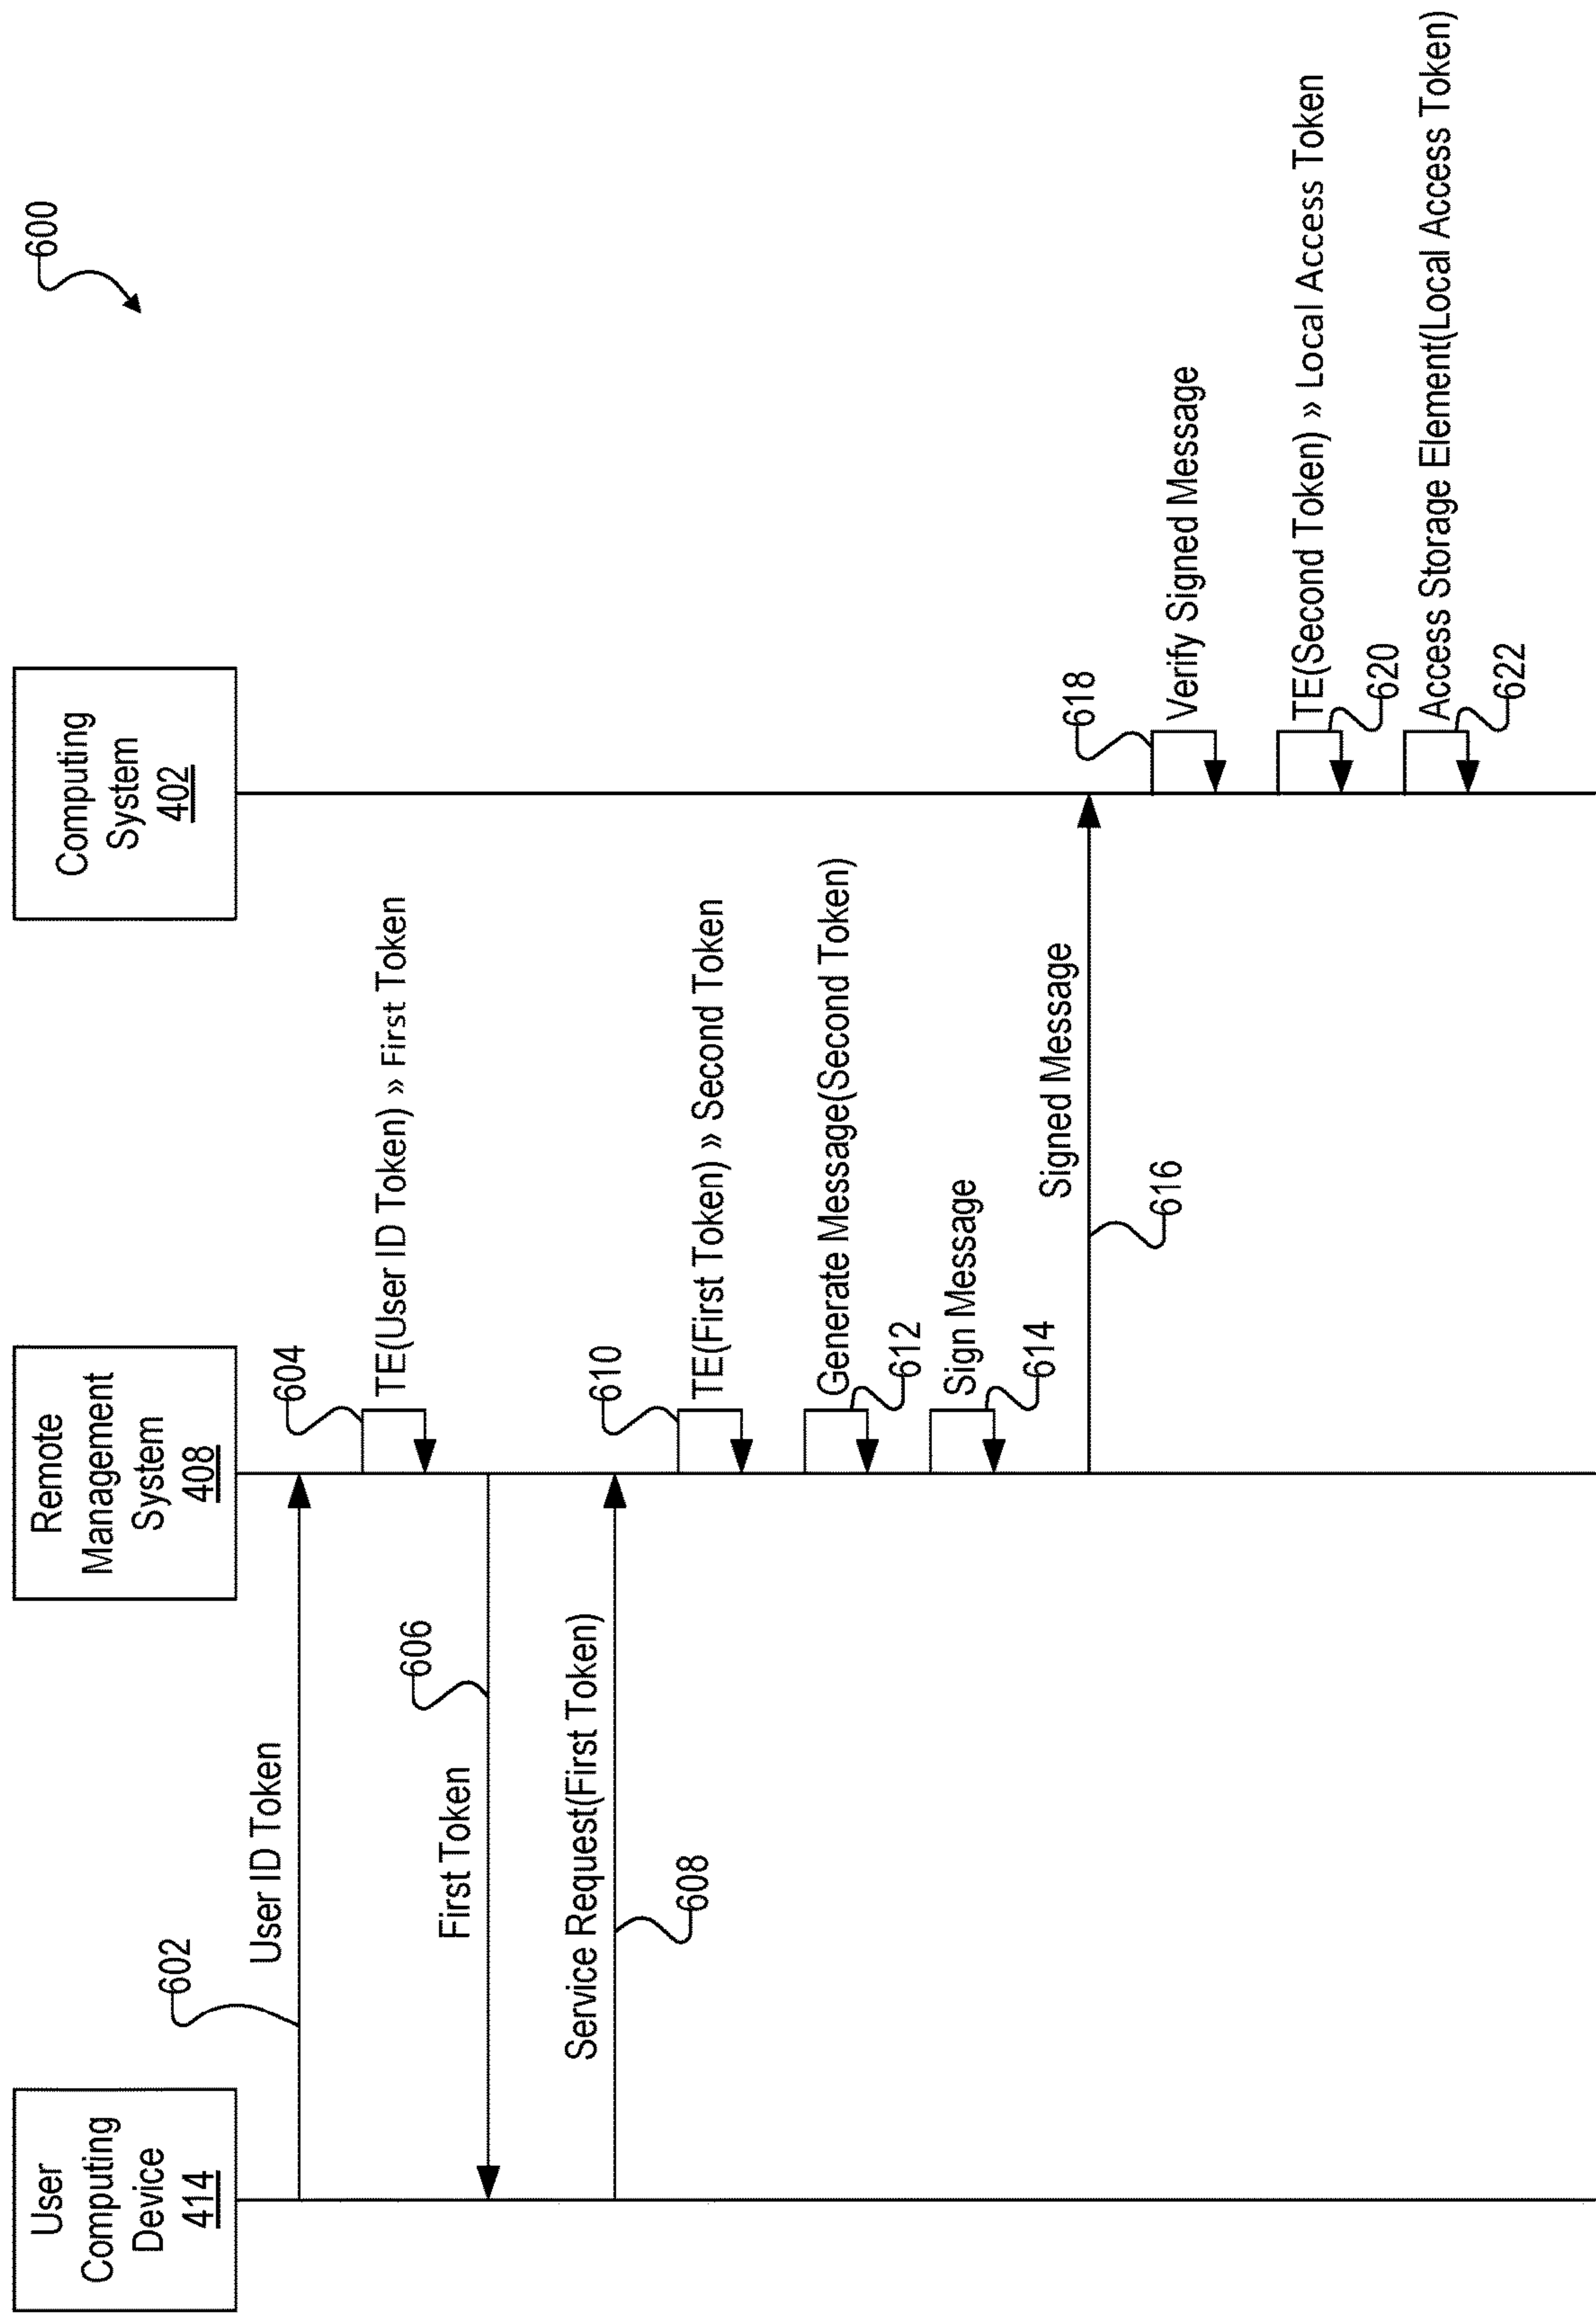 600
User
Computing
Device
414
Remote
Management
System
408
Computing
System
402
602
User ID Token
604
TE(User ID Token) » First Token
606
First Token
Service Request(First Token)
608
610
TE(First Token) » Second Token
Generate Message(Second Token)
612
Sign Message
614
Signed Message
616
618
Verify Signed Message
TE(Second Token) » Local Access Token
620
Access Storage Element(Local Access Token)
622